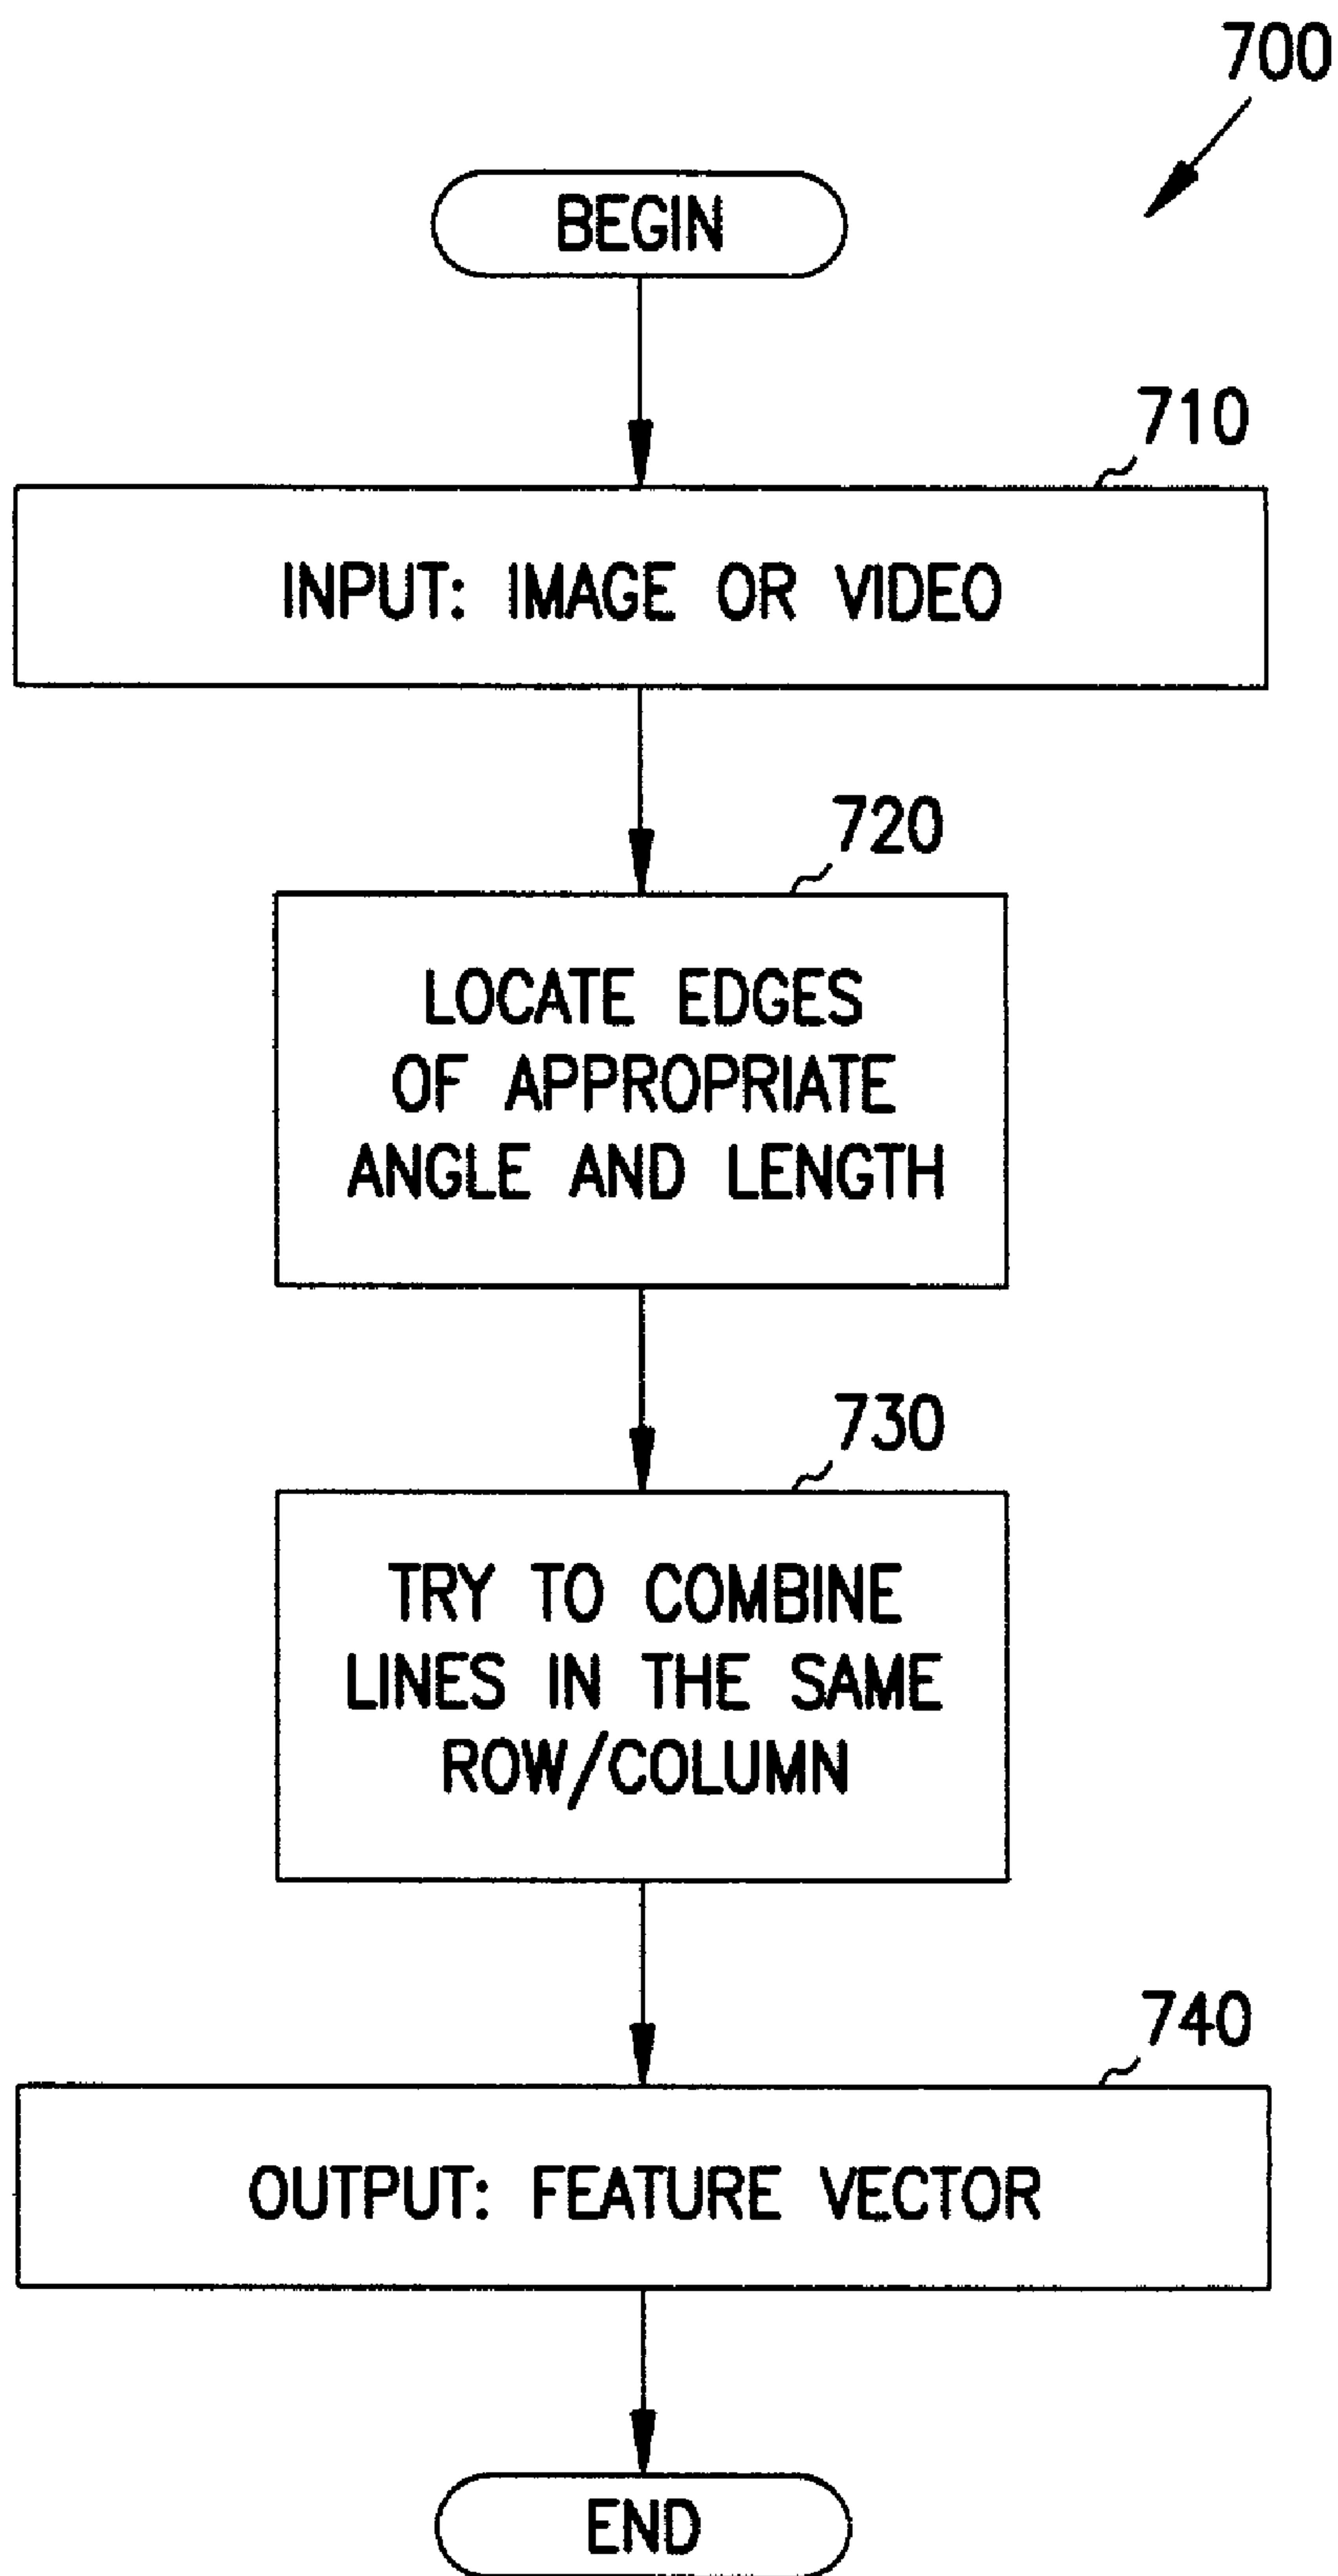 700
BEGIN
710
INPUT: IMAGE OR VIDEO
720
LOCATE EDGES
OF APPROPRIATE
ANGLE AND LENGTH
730
TRY TO COMBINE
LINES IN THE SAME
ROW/COLUMN
740
OUTPUT: FEATURE VECTOR
END